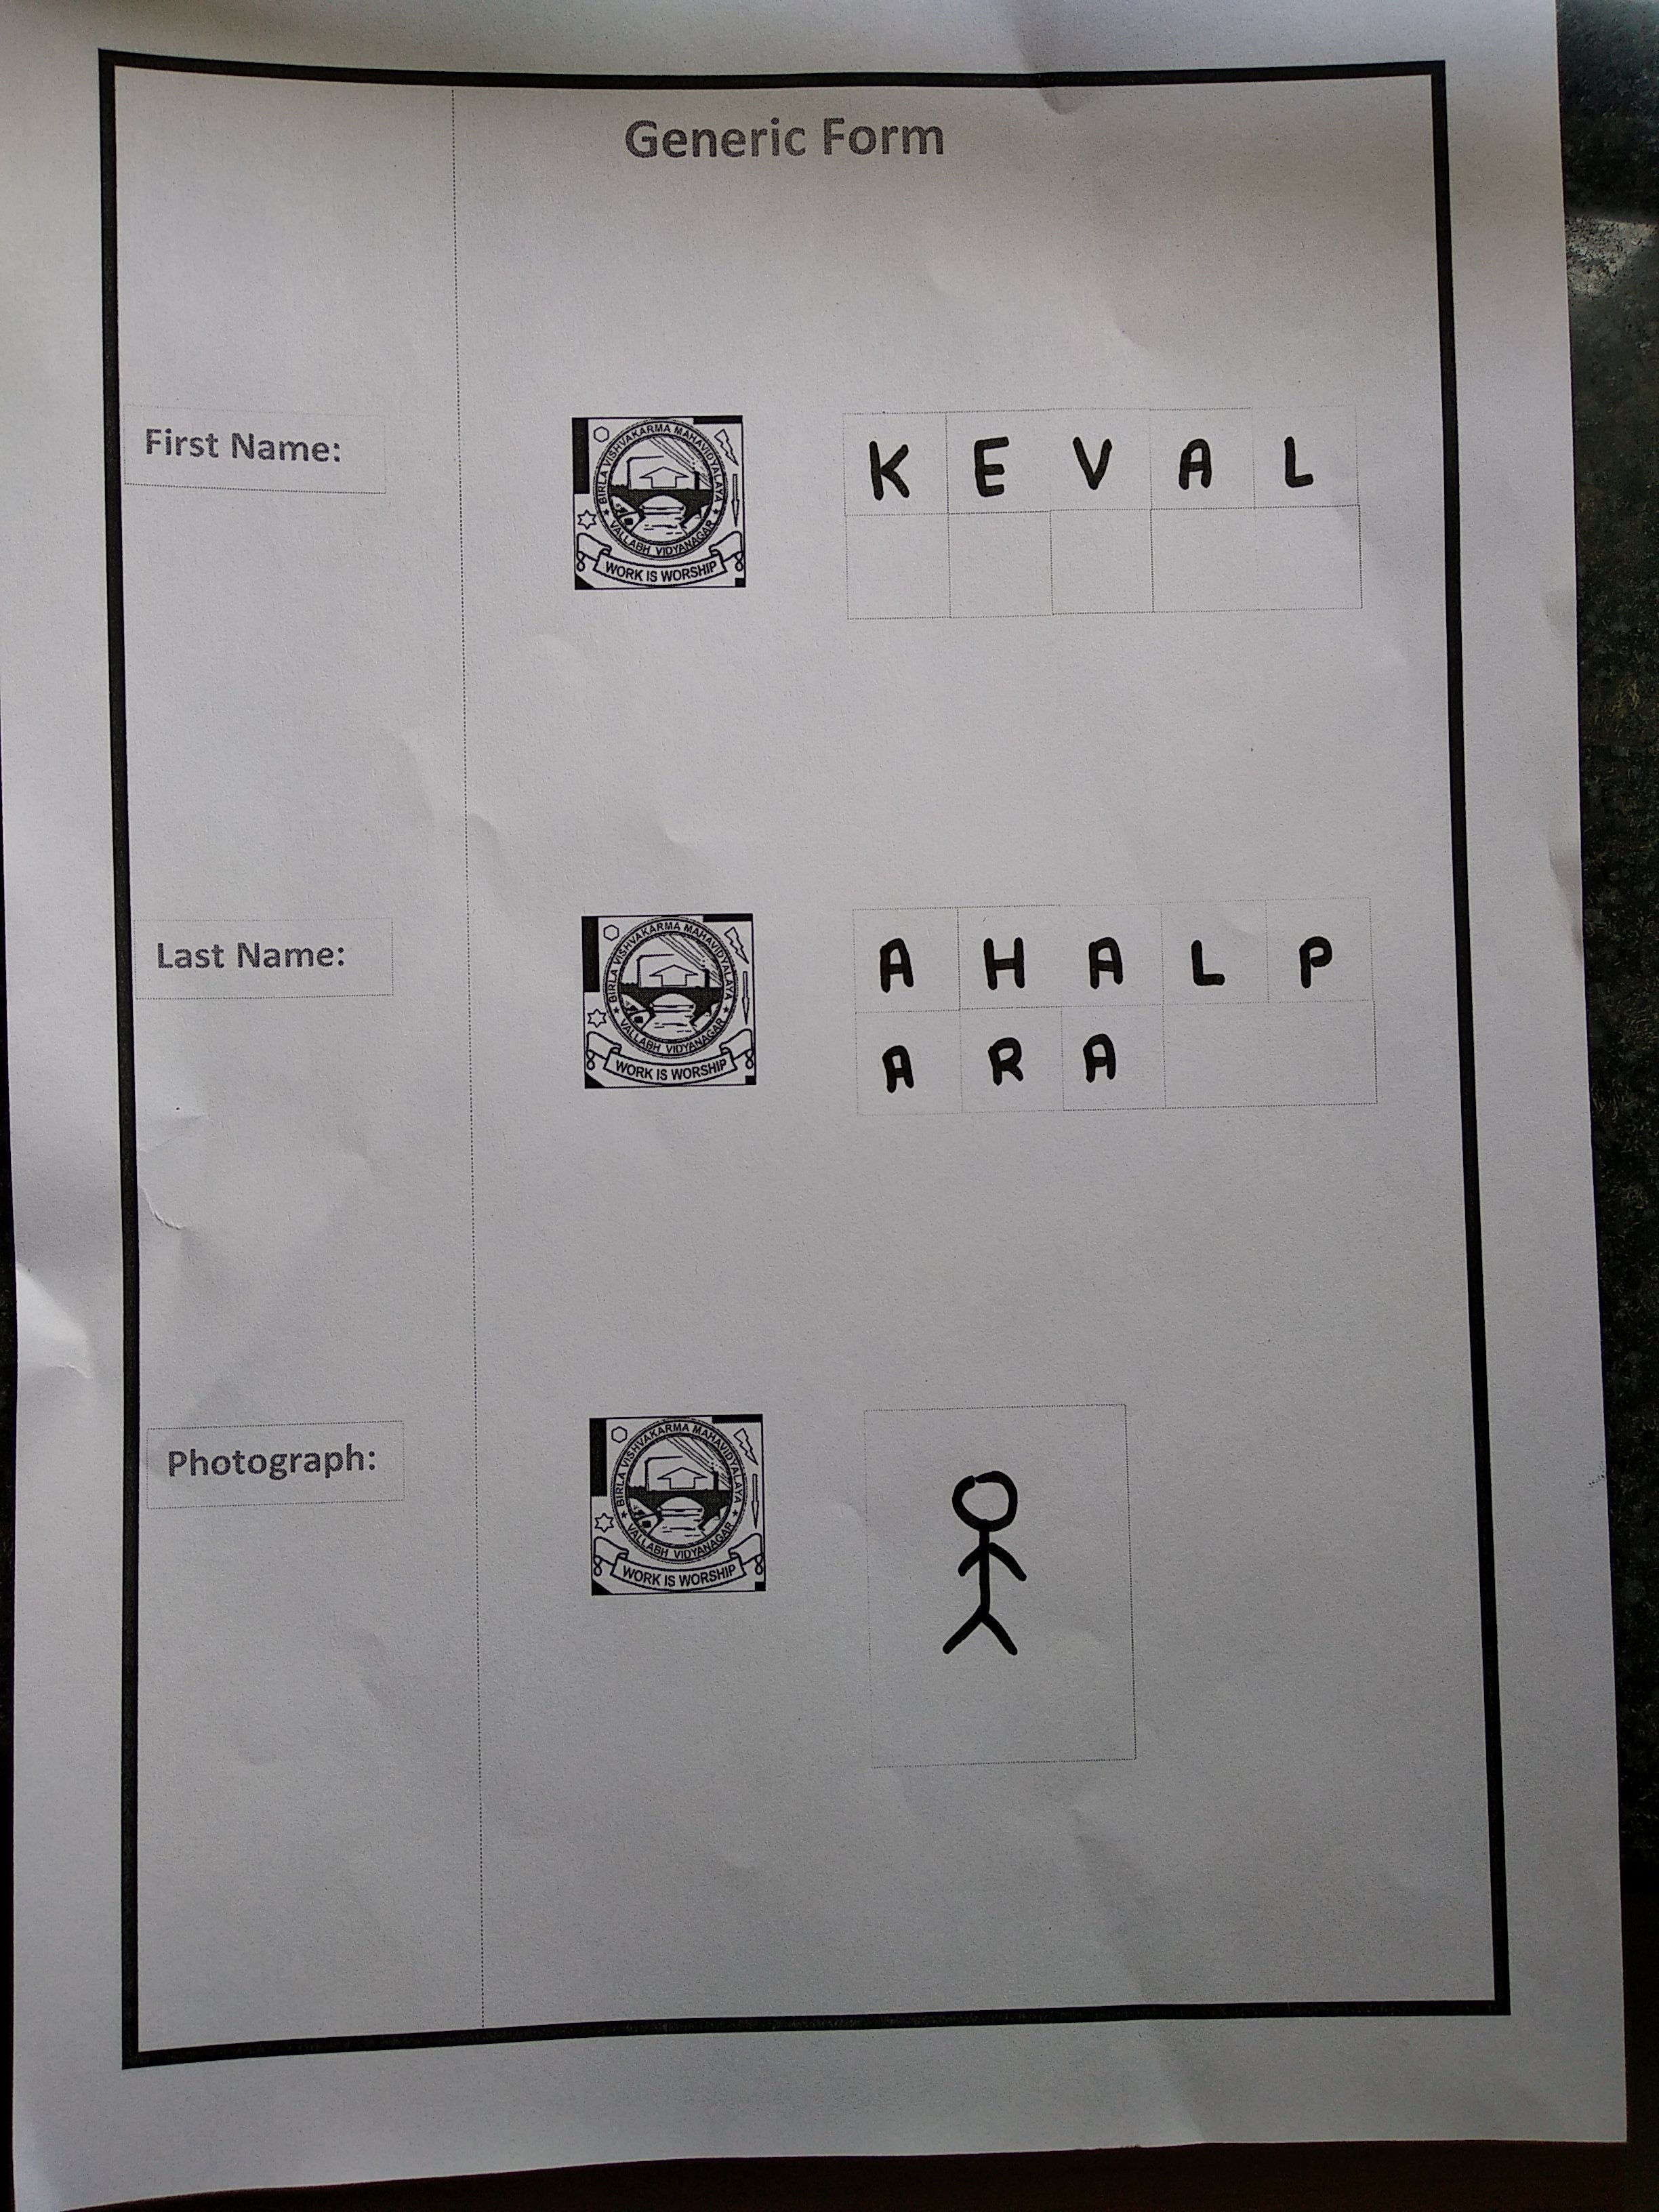 Generic Form
First Name:
BIRLA VISHVAKARMA MAHAVIDYALAYA
VALLABH VIDYANAGAR
WORK IS WORSHIP
K E V A L
Last Name:
BIRLA VISHVAKARMA MAHAVIDYALAYA
VALLABH VIDYANAGAR
WORK IS WORSHIP
A H A L P
A R A
Photograph:
BIRLA VISHVAKARMA MAHAVIDYALAYA
VALLABH VIDYANAGAR
WORK IS WORSHIP